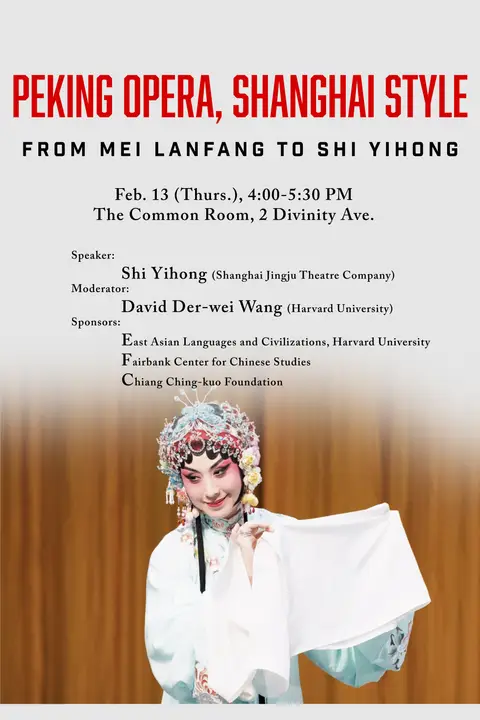 PEKING OPERA, SHANGHAI STYLE
FROM MEI LANFANG TO SHI YIHONG
Feb. 13 (Thurs.), 4:00-5:30 PM
The Common Room, 2 Divinity Ave.
Speaker:
Shi Yihong (Shanghai Jingju Theatre Company)
Moderator:
David Der-wei Wang (Harvard University)
Sponsors:
East Asian Languages and Civilizations, Harvard University
Fairbank Center for Chinese Studies
Chiang Ching-kuo Foundation